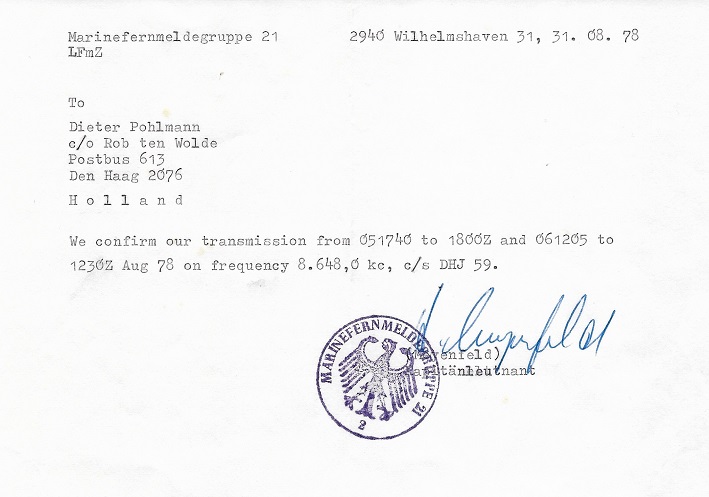 Marinefernmeldegruppe 21 2940 Wilhelmshaven 31, 31. 08. 78
LFmZ
To
Dieter Pohlmann
c/o Rob ten Wolde
Postbus 613
Den Haag 2076
H o l l a n d
We confirm our transmission from 051740 to 1800Z and 061205 to
1230Z Aug 78 on frequency 8.648,0 kc, c/s DHJ 59.
MARINEFERNMELDEGRUPPE 21
2